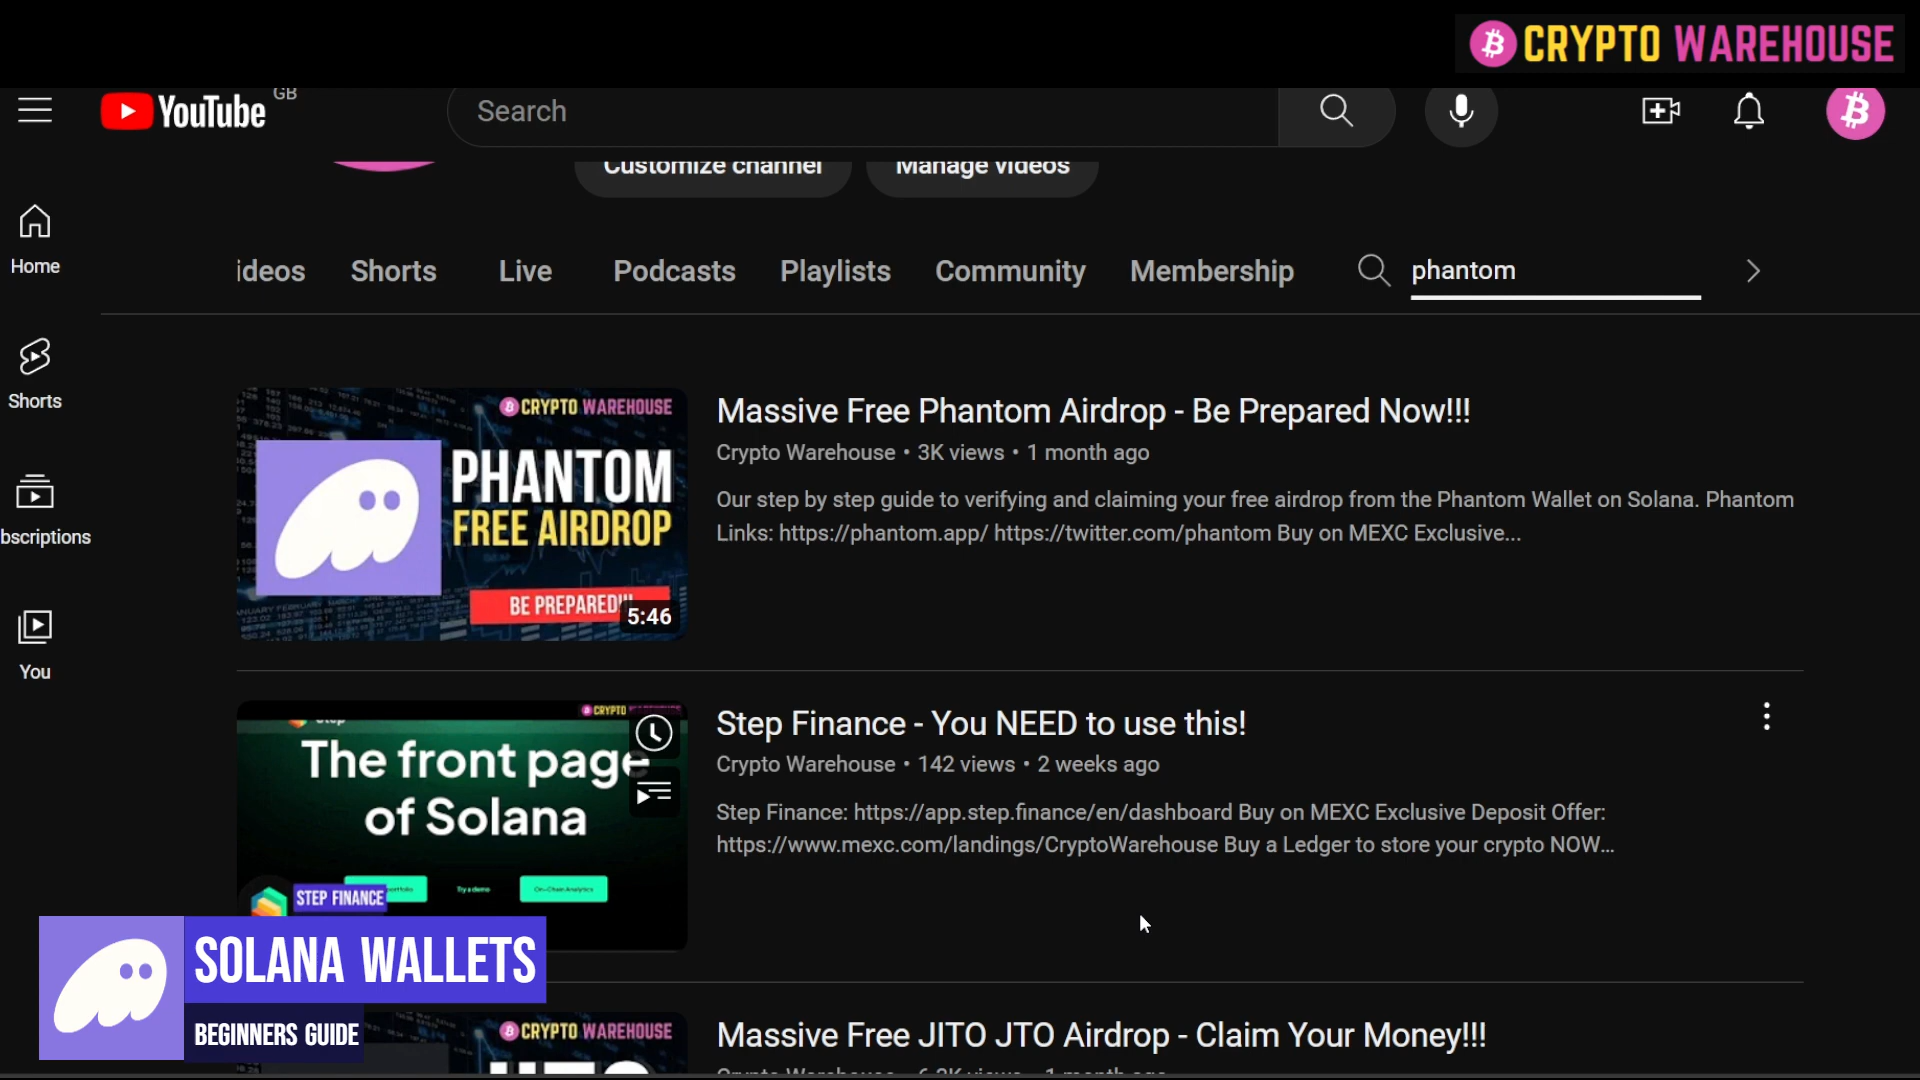 CRYPTO WAREHOUSE
YouTube GB
Search
Customize channel
Manage videos
Home
Shorts
bscriptions
You
ideos
Shorts
Live
Podcasts
Playlists
Community
Membership
phantom
CRYPTO WAREHOUSE
PHANTOM
FREE AIRDROP
BE PREPARED!!!
5:46
Massive Free Phantom Airdrop - Be Prepared Now!!!
Crypto Warehouse • 3K views • 1 month ago
Our step by step guide to verifying and claiming your free airdrop from the Phantom Wallet on Solana. Phantom
Links: https://phantom.app/ https://twitter.com/phantom Buy on MEXC Exclusive...
CRYPTO
The front page
of Solana
Try a demo
On-Chain Analytics
STEP FINANCE
Step Finance - You NEED to use this!
Crypto Warehouse • 142 views • 2 weeks ago
Step Finance: https://app.step.finance/en/dashboard Buy on MEXC Exclusive Deposit Offer:
https://www.mexc.com/landings/CryptoWarehouse Buy a Ledger to store your crypto NOW...
SOLANA WALLETS
BEGINNERS GUIDE
CRYPTO WAREHOUSE
Massive Free JITO JTO Airdrop - Claim Your Money!!!